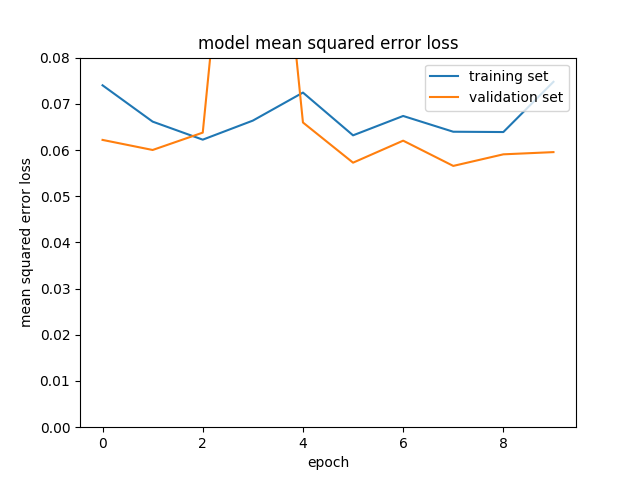 model mean squared error loss
training set
validation set
0.08
0.07
0.06
0.05
0.04
0.03
0.02
0.01
0.00
mean squared error loss
0 2 4 6 8
epoch